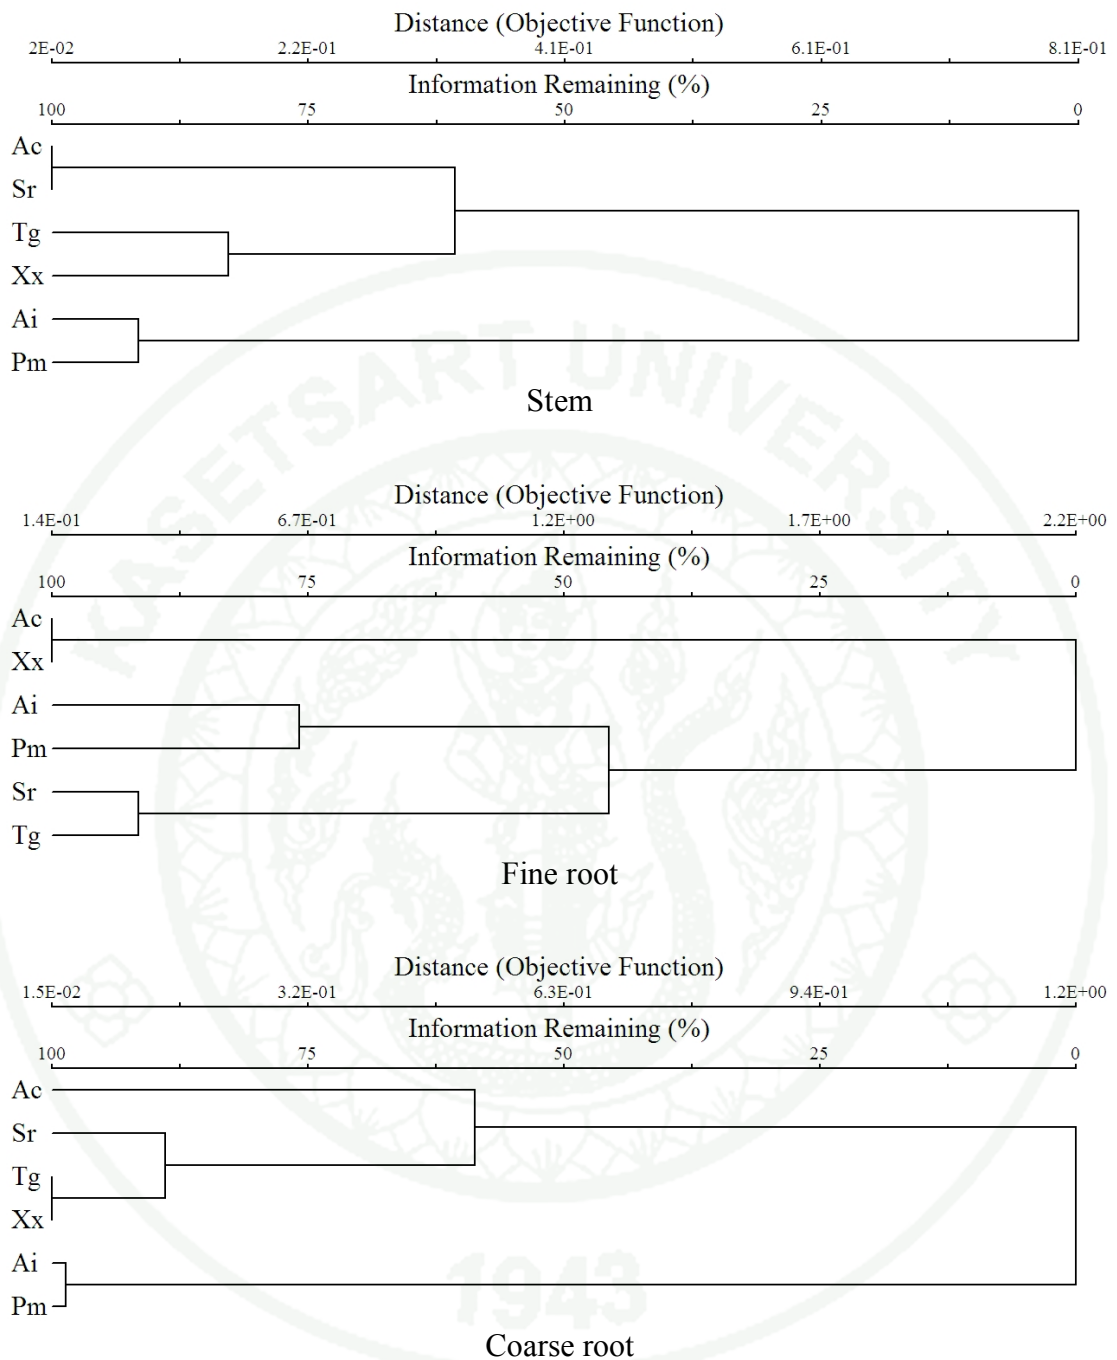 Distance (Objective Function)
2E-02 2.2E-01 4.1E-01 6.1E-01 8.1E-01
Information Remaining (%)
100 75 50 25 0
Ac
Sr
Tg
Xx
Ai
Pm
Stem
Distance (Objective Function)
1.4E-01 6.7E-01 1.2E+00 1.7E+00 2.2E+00
Information Remaining (%)
100 75 50 25 0
Ac
Xx
Ai
Pm
Sr
Tg
Fine root
Distance (Objective Function)
1.5E-02 3.2E-01 6.3E-01 9.4E-01 1.2E+00
Information Remaining (%)
100 75 50 25 0
Ac
Sr
Tg
Xx
Ai
Pm
Coarse root
KASETSART UNIVERSITY
1943